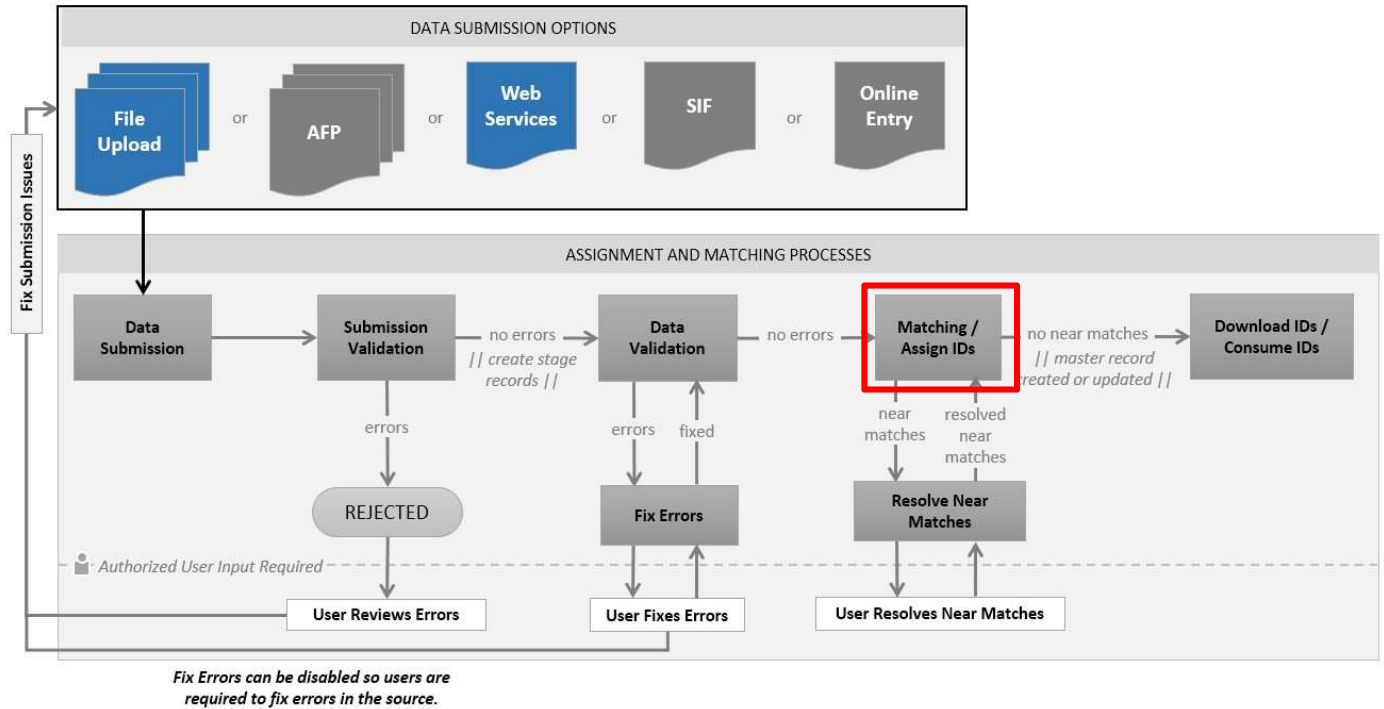 DATA SUBMISSION OPTIONS
File
Upload
or
AFP
or
Web
Services
or
SIF
or
Online
Entry
Fix Submission Issues
ASSIGNMENT AND MATCHING PROCESSES
Data
Submission
Submission
Validation
no errors
|| create stage
records ||
Data
Validation
no errors
Matching /
Assign IDs
no near matches
|| master record
created or updated ||
Download IDs /
Consume IDs
errors
errors
fixed
near
matches
resolved
near
matches
REJECTED
Fix Errors
Resolve Near
Matches
Authorized User Input Required
User Reviews Errors
User Fixes Errors
User Resolves Near Matches
Fix Errors can be disabled so users are
required to fix errors in the source.